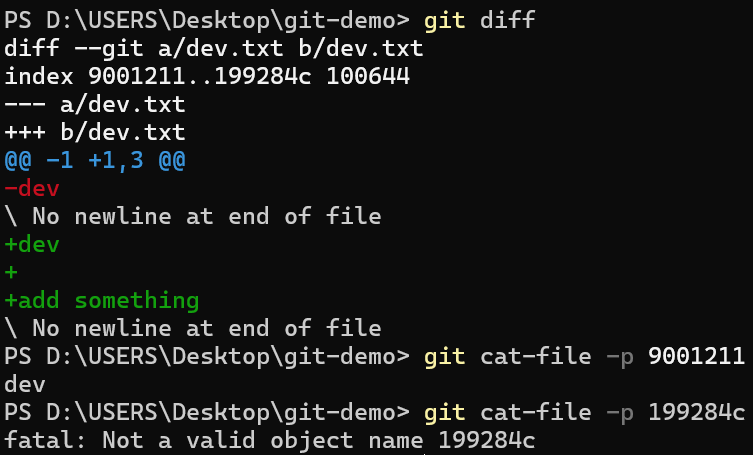 PS D:\USERS\Desktop\git-demo> git diff
diff --git a/dev.txt b/dev.txt
index 9001211..199284c 100644
--- a/dev.txt
+++ b/dev.txt
@@ -1 +1,3 @@
-dev
\ No newline at end of file
+dev
+
+add something
\ No newline at end of file
PS D:\USERS\Desktop\git-demo> git cat-file -p 9001211
dev
PS D:\USERS\Desktop\git-demo> git cat-file -p 199284c
fatal: Not a valid object name 199284c